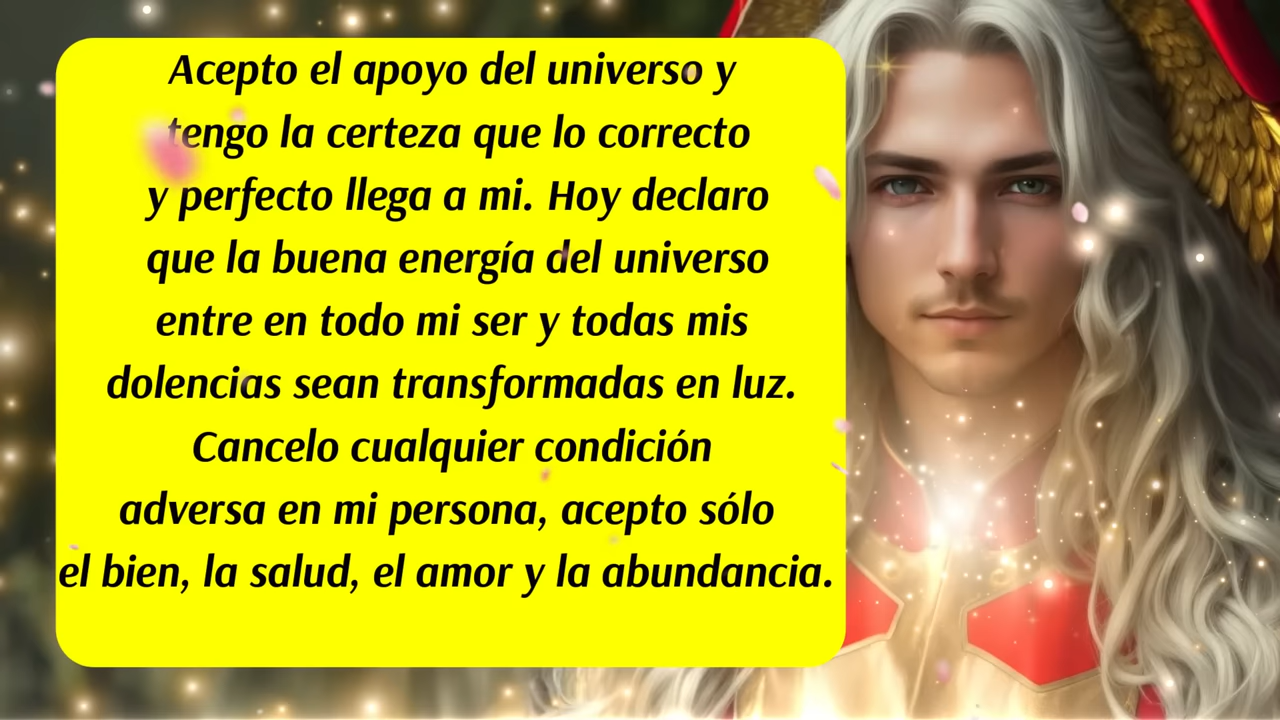 Acepto el apoyo del universo y
tengo la certeza que lo correcto
y perfecto llega a mi. Hoy declaro
que la buena energía del universo
entre en todo mi ser y todas mis
dolencias sean transformadas en luz.
Cancelo cualquier condición
adversa en mi persona, acepto sólo
el bien, la salud, el amor y la abundancia.